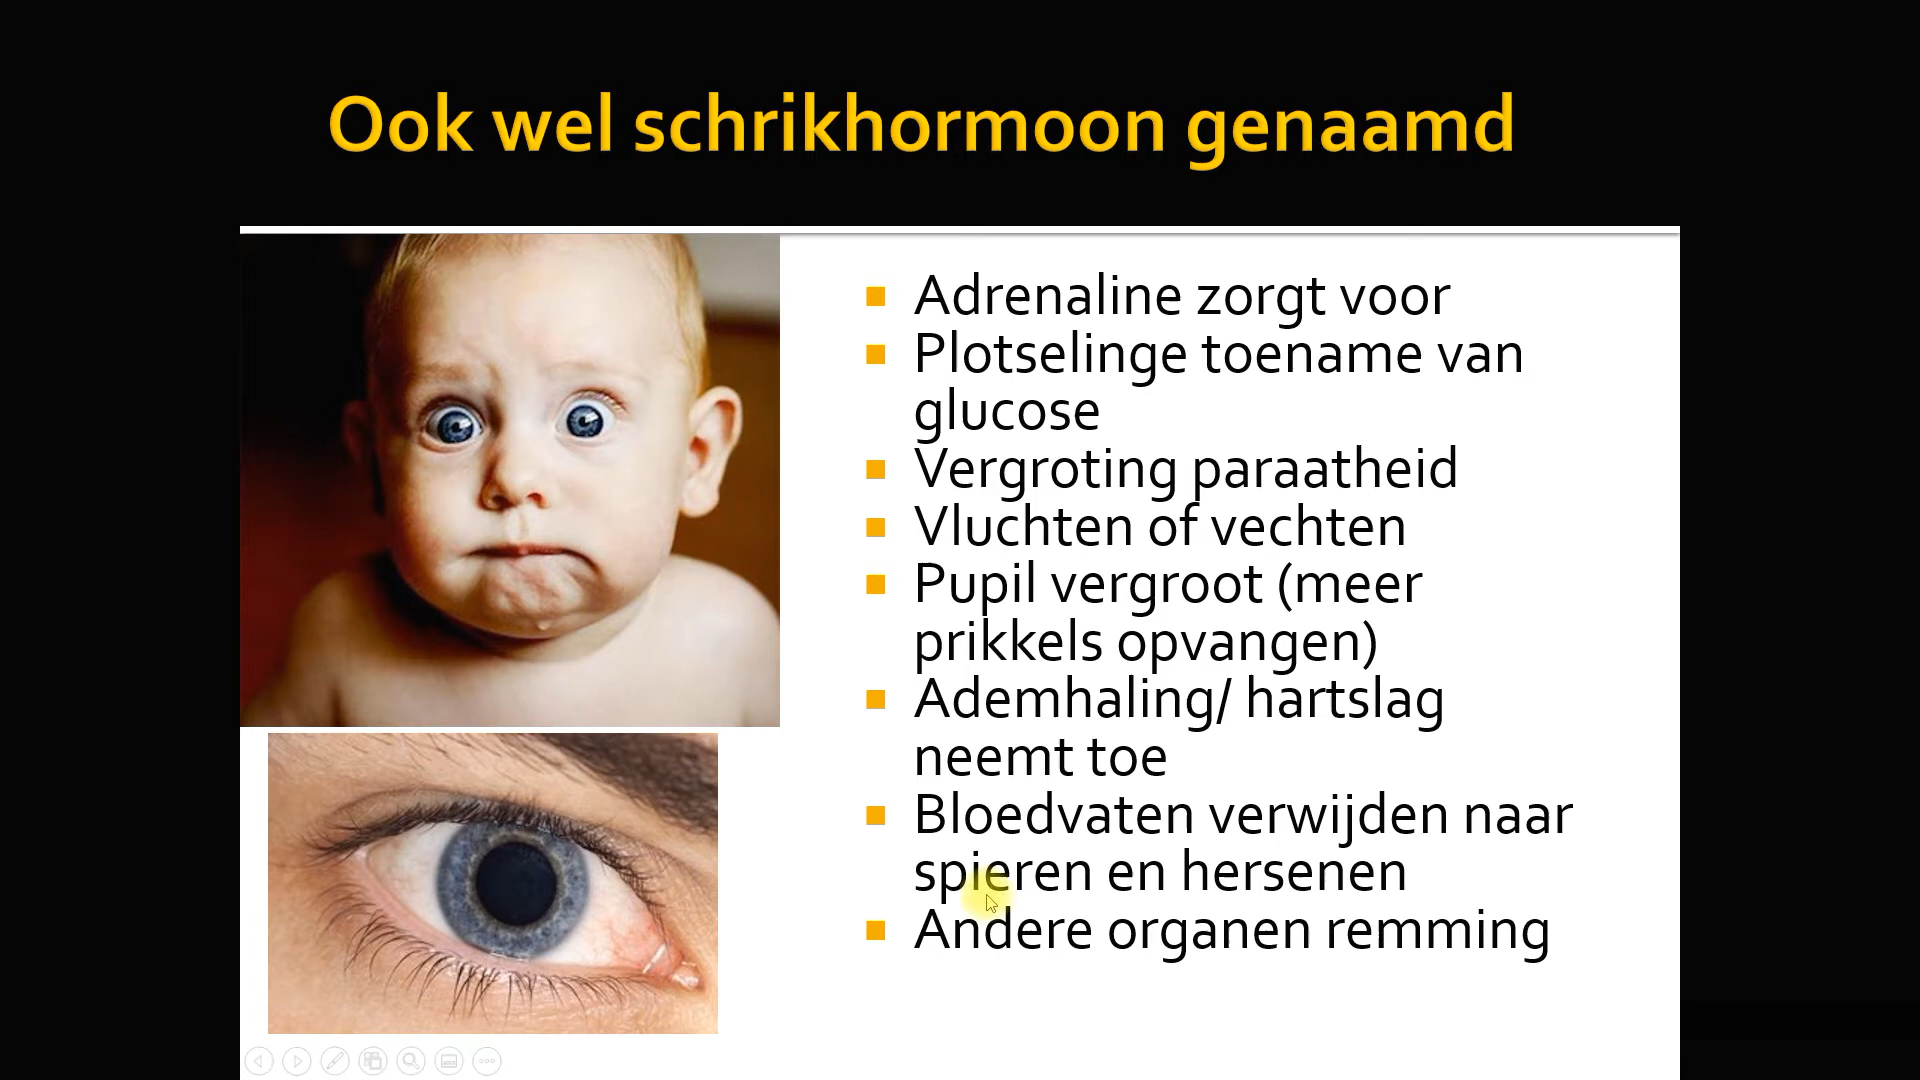 Ook wel schrikhormoon genaamd
Adrenaline zorgt voor
Plotselinge toename van
glucose
Vergroting paraatheid
Vluchten of vechten
Pupil vergroot (meer
prikkels opvangen)
Ademhaling/ hartslag
neemt toe
Bloedvaten verwijden naar
spieren en hersenen
Andere organen remming